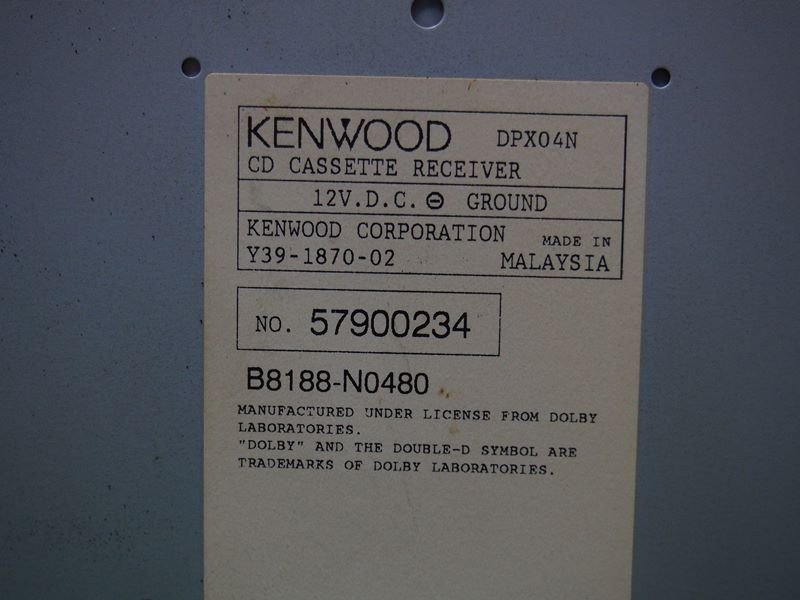 KENWOOD DPX04N
CD CASSETTE RECEIVER
12V.D.C. ⊖ GROUND
KENWOOD CORPORATION MADE IN
Y39-1870-02 MALAYSIA
NO. 57900234
B8188-N0480
MANUFACTURED UNDER LICENSE FROM DOLBY
LABORATORIES.
"DOLBY" AND THE DOUBLE-D SYMBOL ARE
TRADEMARKS OF DOLBY LABORATORIES.